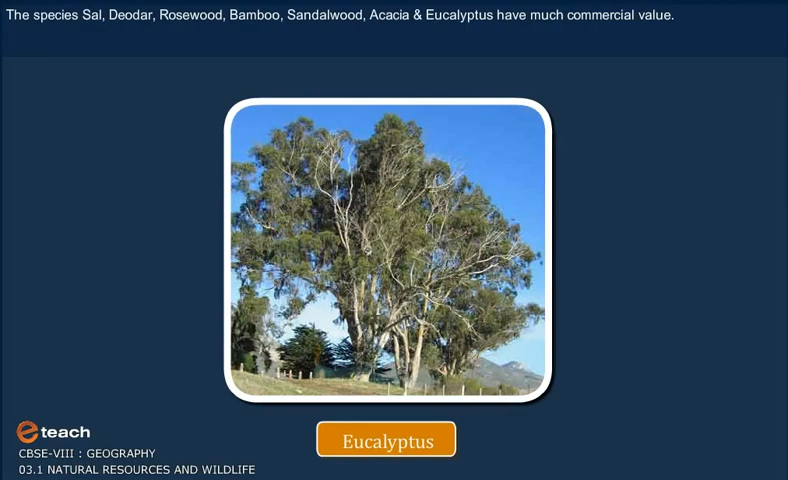 The species Sal, Deodar, Rosewood, Bamboo, Sandalwood, Acacia & Eucalyptus have much commercial value.
Eucalyptus
e teach
CBSE-VIII : GEOGRAPHY
03.1 NATURAL RESOURCES AND WILDLIFE